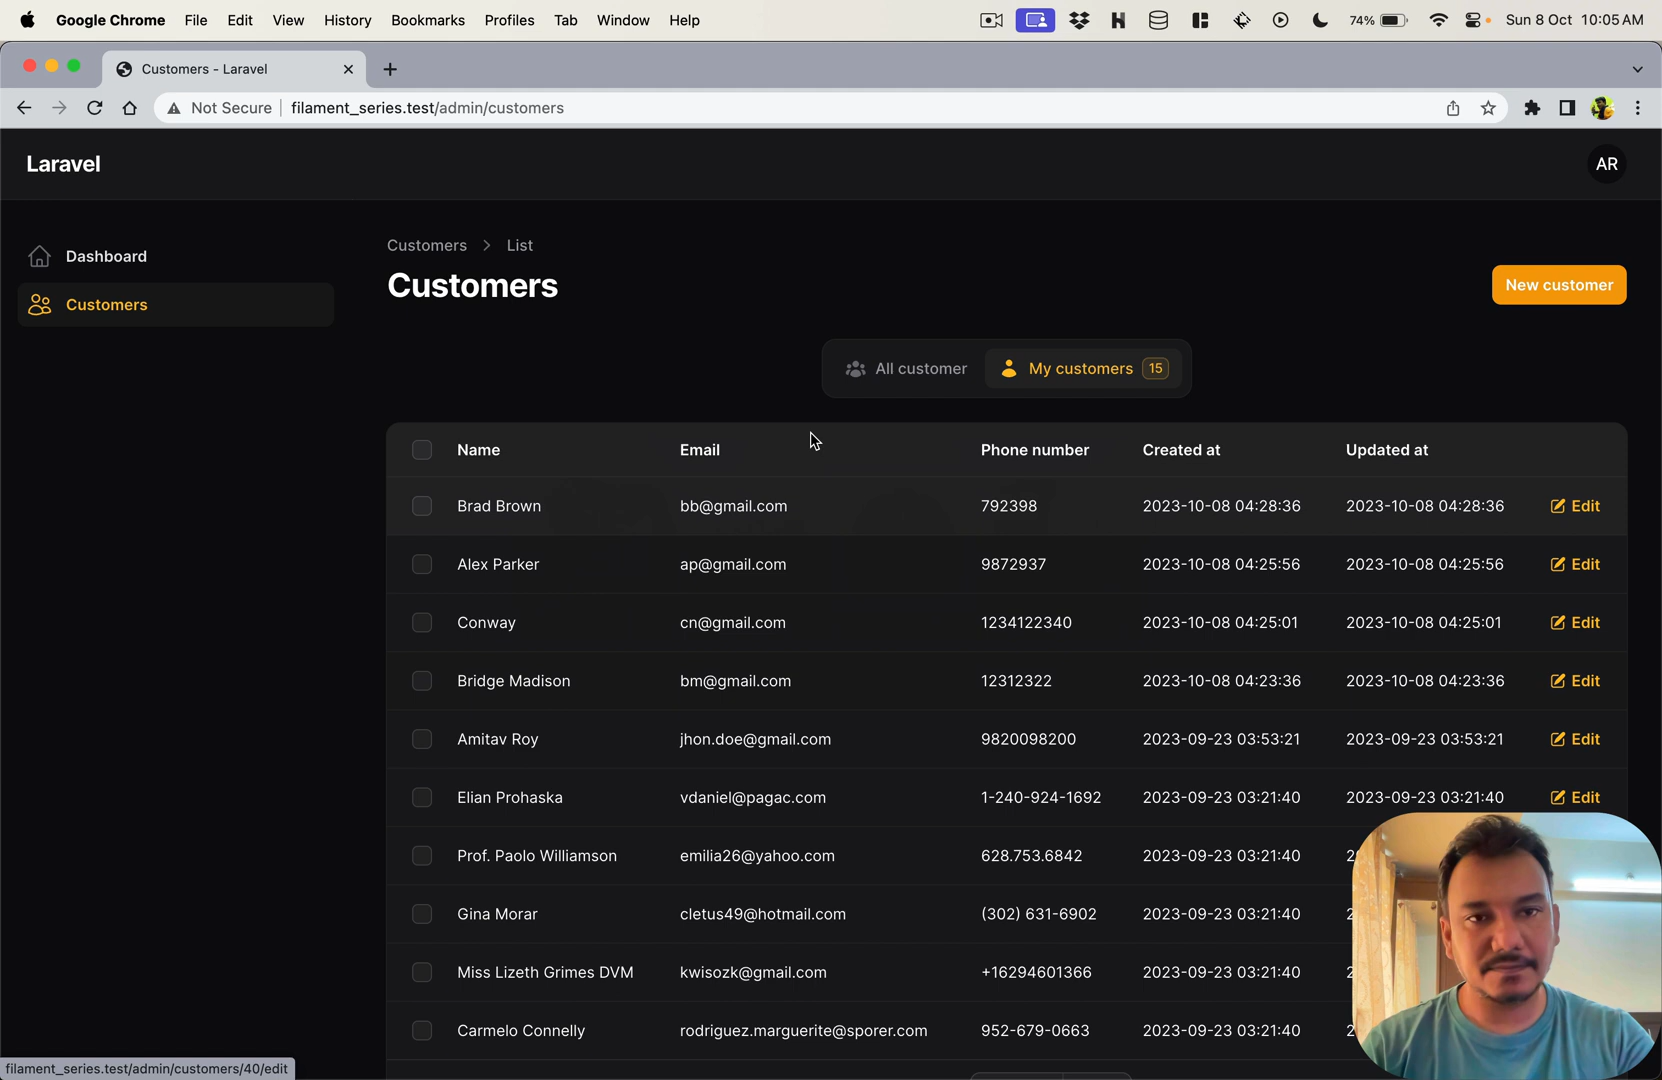 Google Chrome File Edit View History Bookmarks Profiles Tab Window Help 74% Sun 8 Oct 10:05 AM
Customers - Laravel
Not Secure filament_series.test/admin/customers
Laravel
AR
Dashboard
Customers
Customers > List
Customers
New customer
All customer
My customers 15
Name Email Phone number Created at Updated at
Brad Brown bb@gmail.com 792398 2023-10-08 04:28:36 2023-10-08 04:28:36 Edit
Alex Parker ap@gmail.com 9872937 2023-10-08 04:25:56 2023-10-08 04:25:56 Edit
Conway cn@gmail.com 1234122340 2023-10-08 04:25:01 2023-10-08 04:25:01 Edit
Bridge Madison bm@gmail.com 12312322 2023-10-08 04:23:36 2023-10-08 04:23:36 Edit
Amitav Roy jhon.doe@gmail.com 9820098200 2023-09-23 03:53:21 2023-09-23 03:53:21 Edit
Elian Prohaska vdaniel@pagac.com 1-240-924-1692 2023-09-23 03:21:40 2023-09-23 03:21:40 Edit
Prof. Paolo Williamson emilia26@yahoo.com 628.753.6842 2023-09-23 03:21:40
Gina Morar cletus49@hotmail.com (302) 631-6902 2023-09-23 03:21:40
Miss Lizeth Grimes DVM kwisozk@gmail.com +16294601366 2023-09-23 03:21:40
Carmelo Connelly rodriguez.marguerite@sporer.com 952-679-0663 2023-09-23 03:21:40
filament_series.test/admin/customers/40/edit